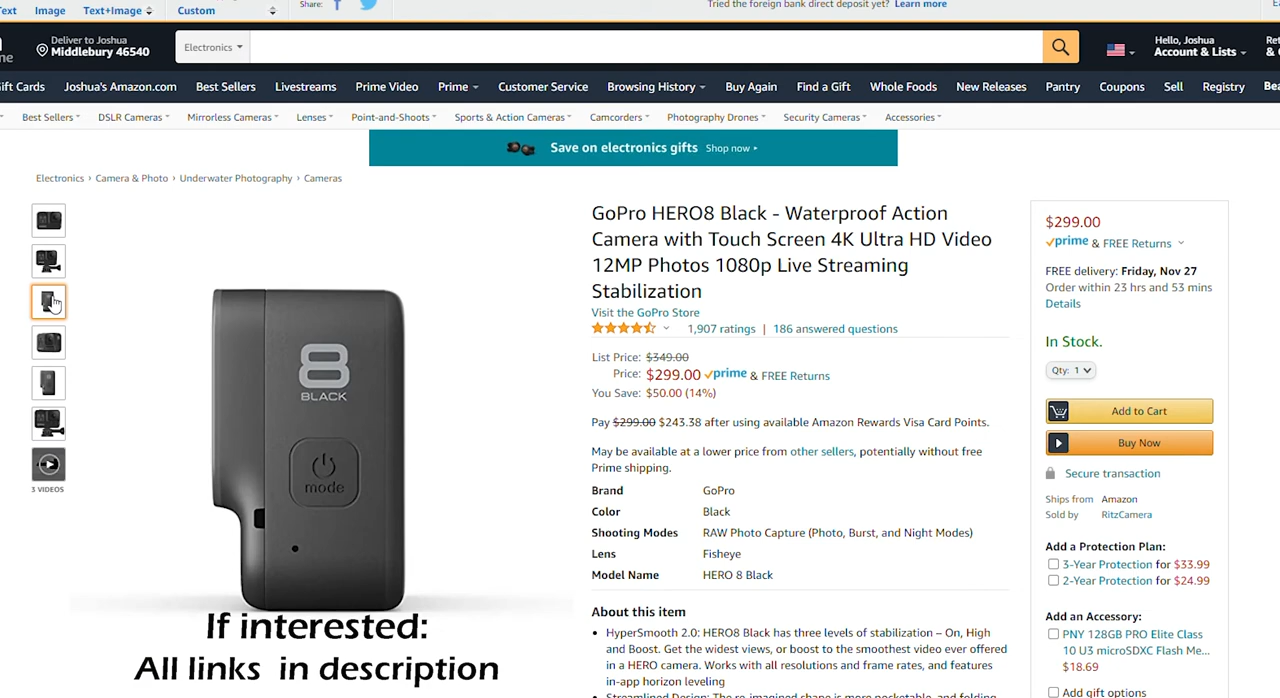 Text Image Text+Image Custom Share: Tried the foreign bank direct deposit yet? Learn more
Deliver to Joshua
Middlebury 46540
Electronics
Hello, Joshua
Account & Lists
Gift Cards Joshua's Amazon.com Best Sellers Livestreams Prime Video Prime Customer Service Browsing History Buy Again Find a Gift Whole Foods New Releases Pantry Coupons Sell Registry
Best Sellers DSLR Cameras Mirrorless Cameras Lenses Point-and-Shoots Sports & Action Cameras Camcorders Photography Drones Security Cameras Accessories
Save on electronics gifts Shop now ▸
Electronics › Camera & Photo › Underwater Photography › Cameras
3 VIDEOS
8
BLACK
mode
If interested:
All links in description
GoPro HERO8 Black - Waterproof Action
Camera with Touch Screen 4K Ultra HD Video
12MP Photos 1080p Live Streaming
Stabilization
Visit the GoPro Store
1,907 ratings | 186 answered questions
List Price: $349.00
Price: $299.00 prime & FREE Returns
You Save: $50.00 (14%)
Pay $299.00 $243.38 after using available Amazon Rewards Visa Card Points.
May be available at a lower price from other sellers, potentially without free
Prime shipping.
Brand GoPro
Color Black
Shooting Modes RAW Photo Capture (Photo, Burst, and Night Modes)
Lens Fisheye
Model Name HERO 8 Black
About this item
• HyperSmooth 2.0: HERO8 Black has three levels of stabilization – On, High
and Boost. Get the widest views, or boost to the smoothest video ever offered
in a HERO camera. Works with all resolutions and frame rates, and features
in-app horizon leveling
• Streamlined Design: The re-imagined shape is more pocketable, and folding
$299.00
prime & FREE Returns
FREE delivery: Friday, Nov 27
Order within 23 hrs and 53 mins
Details
In Stock.
Qty: 1
Add to Cart
Buy Now
Secure transaction
Ships from Amazon
Sold by RitzCamera
Add a Protection Plan:
3-Year Protection for $33.99
2-Year Protection for $24.99
Add an Accessory:
PNY 128GB PRO Elite Class
10 U3 microSDXC Flash Me...
$18.69
Add gift options